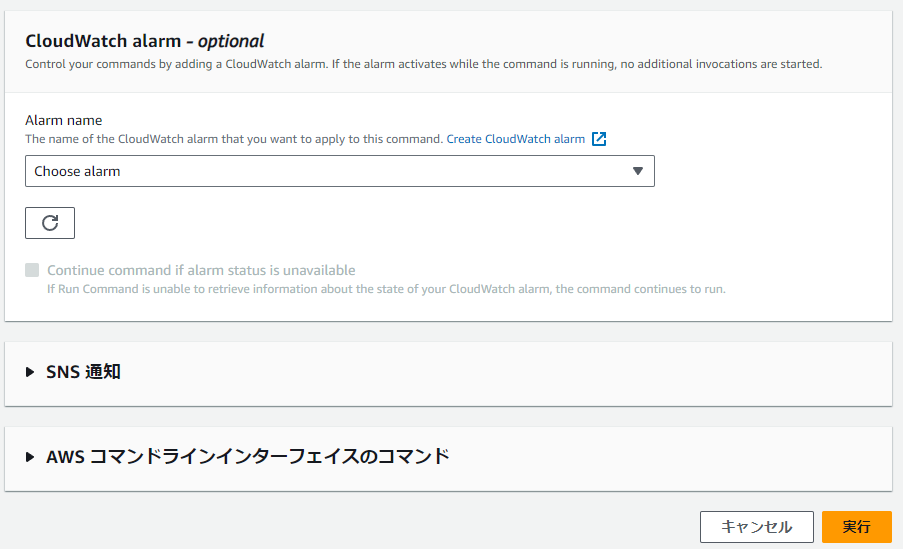 CloudWatch alarm - optional
Control your commands by adding a CloudWatch alarm. If the alarm activates while the command is running, no additional invocations are started.
Alarm name
The name of the CloudWatch alarm that you want to apply to this command. Create CloudWatch alarm
Choose alarm
Continue command if alarm status is unavailable
If Run Command is unable to retrieve information about the state of your CloudWatch alarm, the command continues to run.
SNS 通知
AWS コマンドラインインターフェイスのコマンド
キャンセル
実行